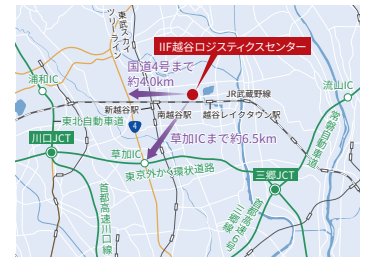 東武スカイ
ツリーライン
IIF越谷ロジスティクスセンター
国道4号まで
約4.0km
浦和IC
流山IC
JR武蔵野線
新越谷駅
南越谷駅
越谷レイクタウン駅
東北自動車道
4
常磐自動車道
川口JCT
草加ICまで約6.5km
草加IC
東京外かく環状道路
三郷JCT
首都高速川口線
首都高速6号
三郷線